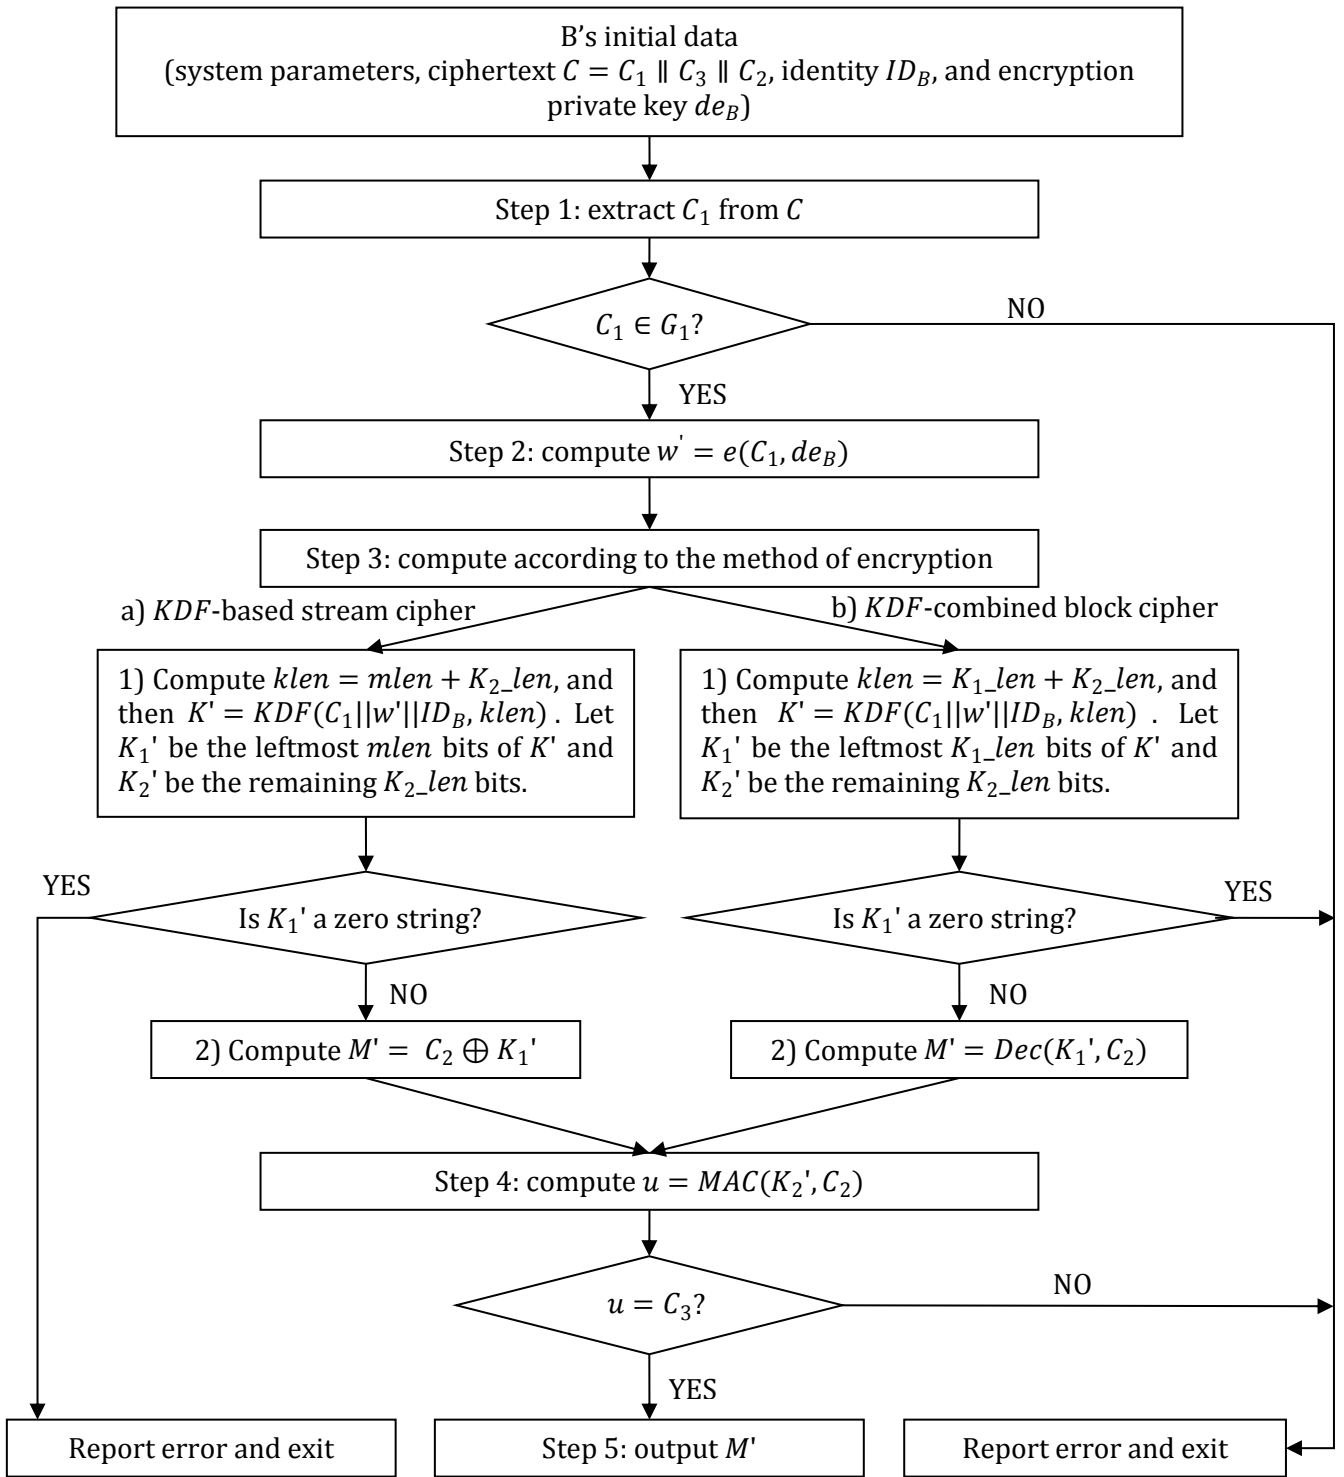 B’s initial data
(system parameters, ciphertext C = C₁ ∥ C₃ ∥ C₂, identity ID_B, and encryption
private key de_B)
Step 1: extract C₁ from C
C₁ ∈ G₁?
NO
YES
Step 2: compute w' = e(C₁, de_B)
Step 3: compute according to the method of encryption
a) KDF-based stream cipher
b) KDF-combined block cipher
1) Compute klen = mlen + K₂_len, and
then K' = KDF(C₁||w'||ID_B, klen) . Let
K₁' be the leftmost mlen bits of K' and
K₂' be the remaining K₂_len bits.
1) Compute klen = K₁_len + K₂_len, and
then K' = KDF(C₁||w'||ID_B, klen) . Let
K₁' be the leftmost K₁_len bits of K' and
K₂' be the remaining K₂_len bits.
YES
Is K₁' a zero string?
Is K₁' a zero string?
YES
NO
NO
2) Compute M' = C₂ ⊕ K₁'
2) Compute M' = Dec(K₁', C₂)
Step 4: compute u = MAC(K₂', C₂)
u = C₃?
NO
YES
Report error and exit
Step 5: output M'
Report error and exit